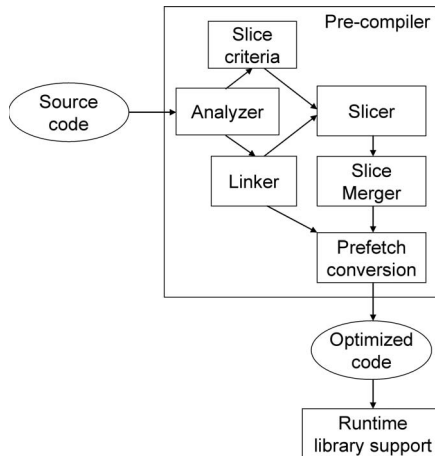 Pre-compiler
Slice
criteria
Source
code
Analyzer
Slicer
Linker
Slice
Merger
Prefetch
conversion
Optimized
code
Runtime
library support